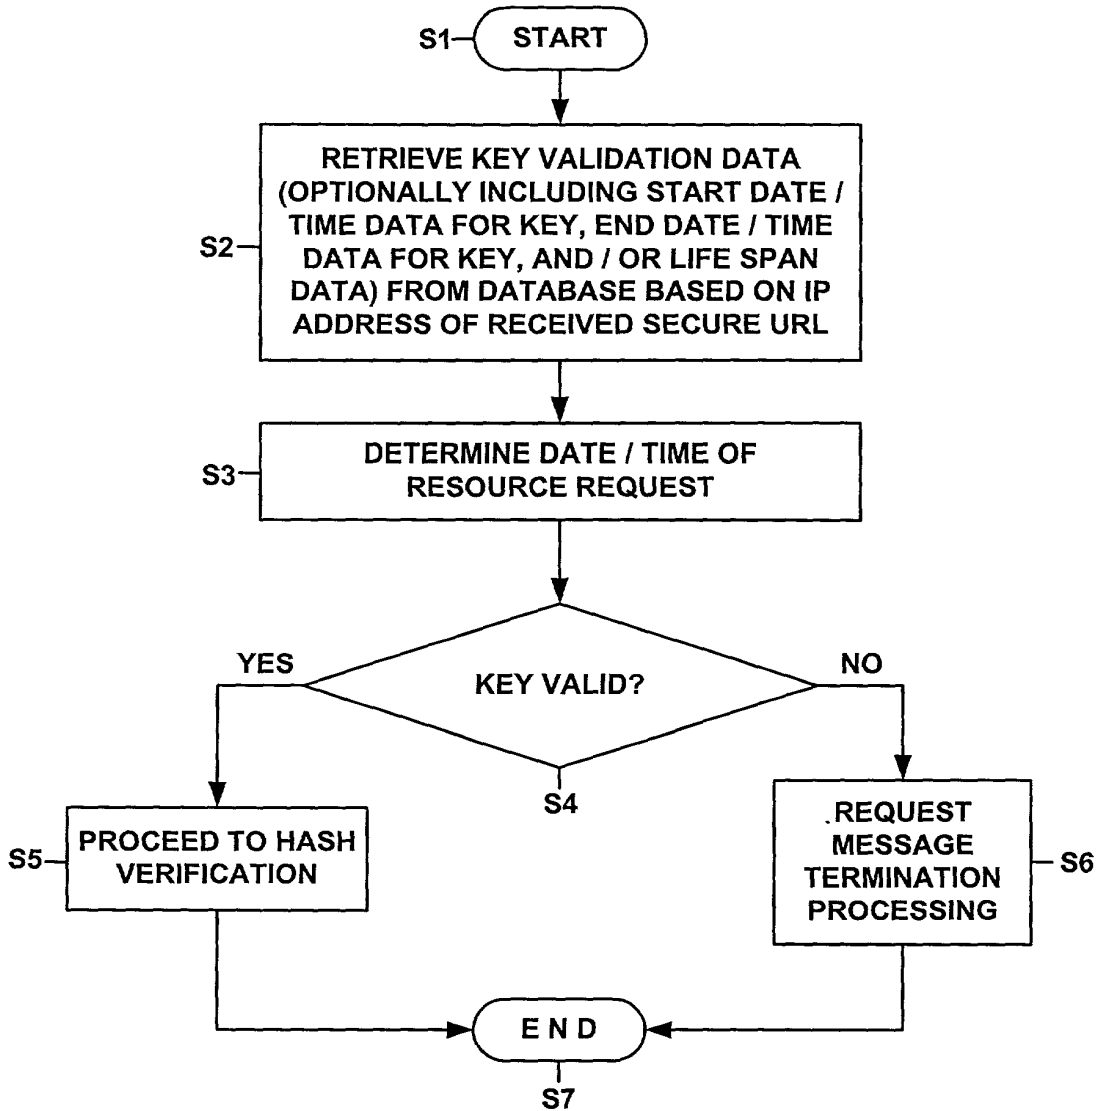 S1
START
RETRIEVE KEY VALIDATION DATA
(OPTIONALLY INCLUDING START DATE /
TIME DATA FOR KEY, END DATE / TIME
DATA FOR KEY, AND / OR LIFE SPAN
DATA) FROM DATABASE BASED ON IP
ADDRESS OF RECEIVED SECURE URL
S2
DETERMINE DATE / TIME OF
RESOURCE REQUEST
S3
YES
KEY VALID?
NO
S4
PROCEED TO HASH
VERIFICATION
S5
REQUEST
MESSAGE
TERMINATION
PROCESSING
S6
E N D
S7